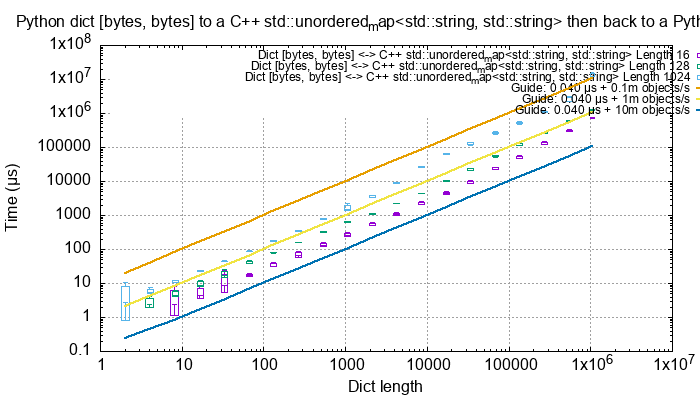 Python dict [bytes, bytes] to a C++ std::unordered_map<std::string, std::string> then back to a Pyth
Dict [bytes, bytes] <-> C++ std::unordered_map<std::string, std::string> Length 16
Dict [bytes, bytes] <-> C++ std::unordered_map<std::string, std::string> Length 128
Dict [bytes, bytes] <-> C++ std::unordered_map<std::string, std::string> Length 1024
Guide: 0.040 µs + 0.1m objects/s
Guide: 0.040 µs + 1m objects/s
Guide: 0.040 µs + 10m objects/s
1x10^8
1x10^7
1x10^6
100000
10000
1000
100
10
1
0.1
Time (µs)
1 10 100 1000 10000 100000 1x10^6 1x10^7
Dict length